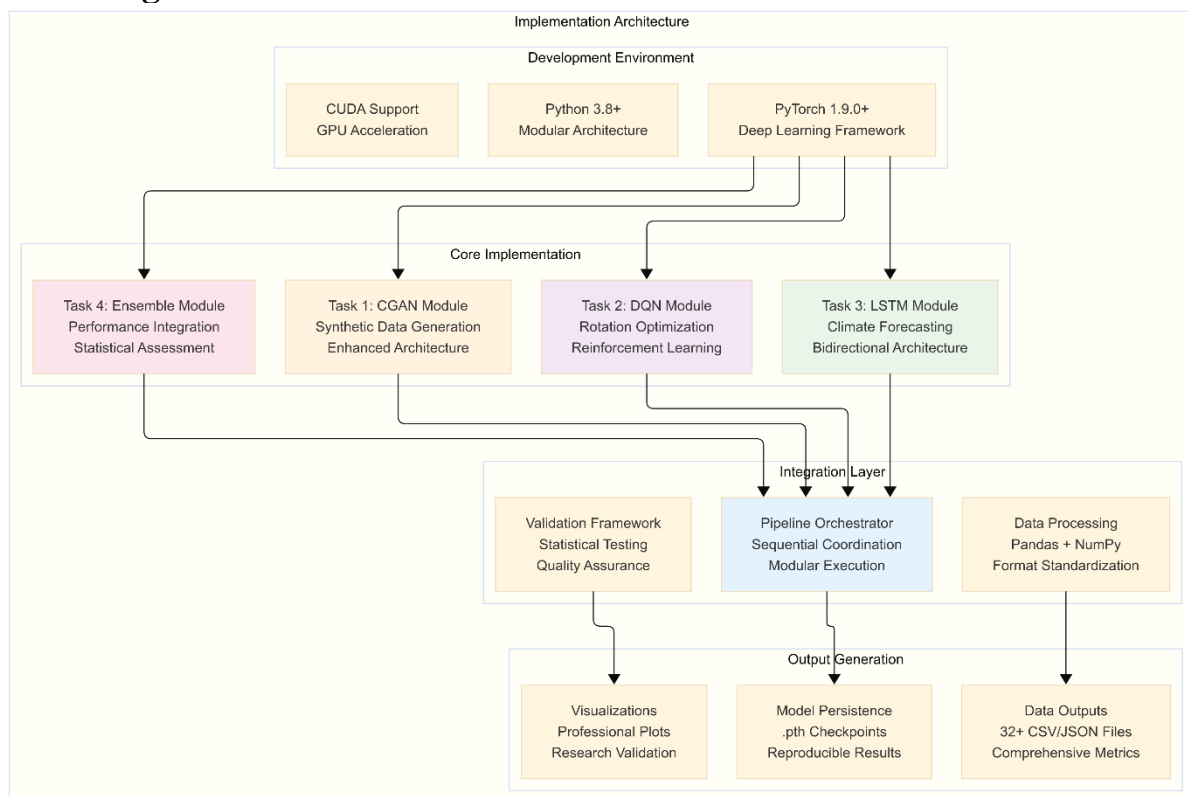 Implementation Architecture
Development Environment
CUDA Support
GPU Acceleration
Python 3.8+
Modular Architecture
PyTorch 1.9.0+
Deep Learning Framework
Core Implementation
Task 4: Ensemble Module
Performance Integration
Statistical Assessment
Task 1: CGAN Module
Synthetic Data Generation
Enhanced Architecture
Task 2: DQN Module
Rotation Optimization
Reinforcement Learning
Task 3: LSTM Module
Climate Forecasting
Bidirectional Architecture
Integration Layer
Validation Framework
Statistical Testing
Quality Assurance
Pipeline Orchestrator
Sequential Coordination
Modular Execution
Data Processing
Pandas + NumPy
Format Standardization
Output Generation
Visualizations
Professional Plots
Research Validation
Model Persistence
.pth Checkpoints
Reproducible Results
Data Outputs
32+ CSV/JSON Files
Comprehensive Metrics